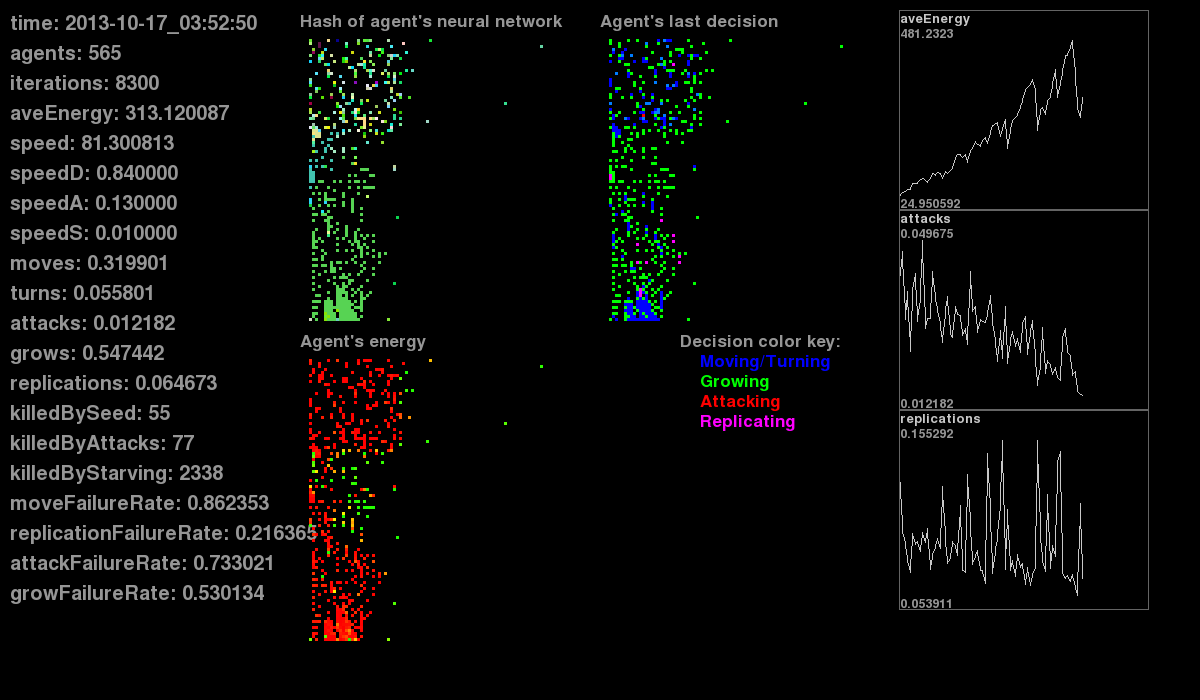 time: 2013-10-17_03:52:50
agents: 565
iterations: 8300
aveEnergy: 313.120087
speed: 81.300813
speedD: 0.840000
speedA: 0.130000
speedS: 0.010000
moves: 0.319901
turns: 0.055801
attacks: 0.012182
grows: 0.547442
replications: 0.064673
killedBySeed: 55
killedByAttacks: 77
killedByStarving: 2338
moveFailureRate: 0.862353
replicationFailureRate: 0.216365
attackFailureRate: 0.733021
growFailureRate: 0.530134
Hash of agent's neural network
Agent's last decision
Agent's energy
Decision color key:
Moving/Turning
Growing
Attacking
Replicating
aveEnergy
481.2323
24.950592
attacks
0.049675
0.012182
replications
0.155292
0.053911